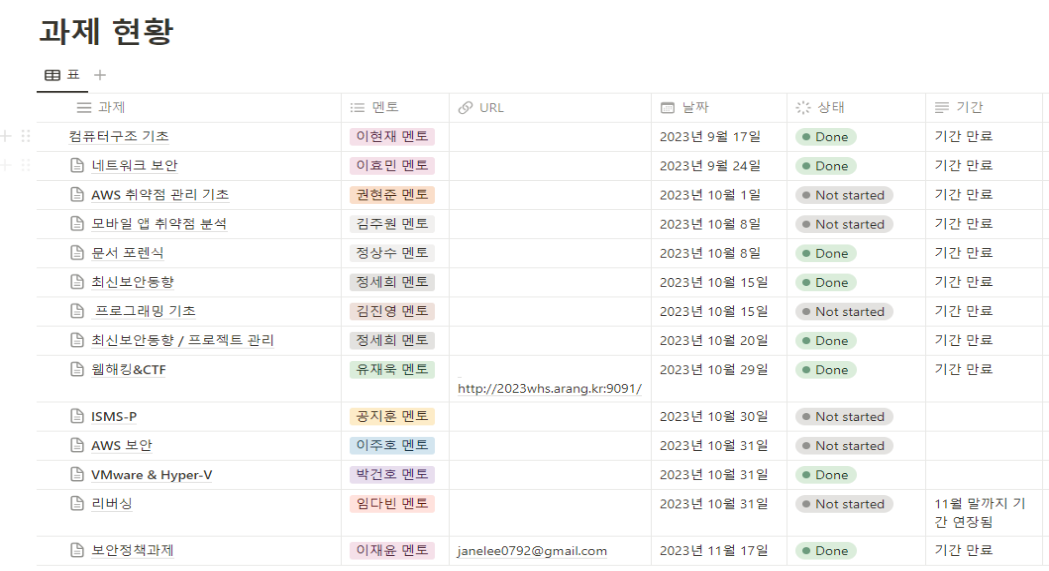 과제 현황
표
과제 멘토 URL 날짜 상태 기간
컴퓨터구조 기초 이현재 멘토 2023년 9월 17일 Done 기간 만료
네트워크 보안 이효민 멘토 2023년 9월 24일 Done 기간 만료
AWS 취약점 관리 기초 권현준 멘토 2023년 10월 1일 Not started 기간 만료
모바일 앱 취약점 분석 김주원 멘토 2023년 10월 8일 Not started 기간 만료
문서 포렌식 정상수 멘토 2023년 10월 8일 Done 기간 만료
최신보안동향 정세희 멘토 2023년 10월 15일 Done 기간 만료
프로그래밍 기초 김진영 멘토 2023년 10월 15일 Not started 기간 만료
최신보안동향 / 프로젝트 관리 정세희 멘토 2023년 10월 20일 Done 기간 만료
웹해킹&CTF 유재욱 멘토 2023년 10월 29일 Done 기간 만료
http://2023whs.arang.kr:9091/
ISMS-P 공지훈 멘토 2023년 10월 30일 Not started
AWS 보안 이주호 멘토 2023년 10월 31일 Not started
VMware & Hyper-V 박건호 멘토 2023년 10월 31일 Done
리버싱 임다빈 멘토 2023년 10월 31일 Not started 11월 말까지 기
간 연장됨
보안정책과제 이재윤 멘토 janelee0792@gmail.com 2023년 11월 17일 Done 기간 만료